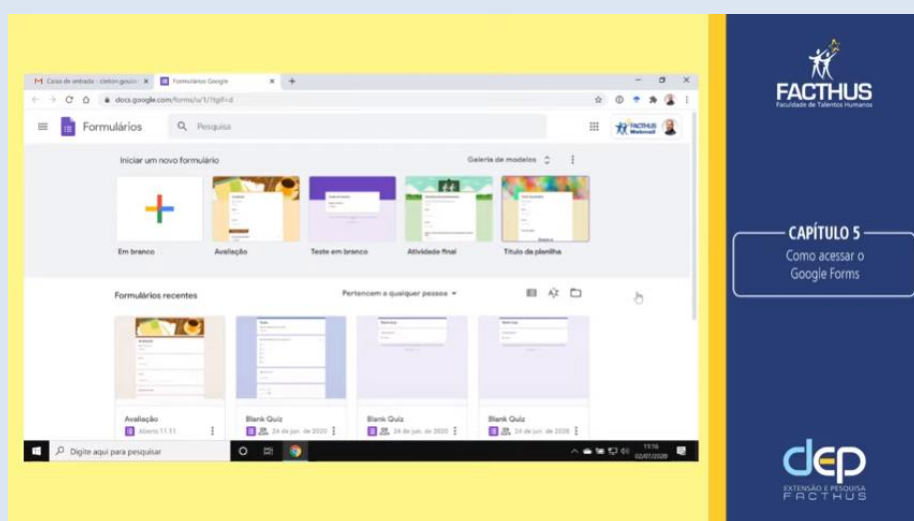 Caixa de entrada
Formulários Google
docs.google.com/forms/u/1/?tgif=d
Formulários
Pesquisa
FACTHUS
Webmail
Iniciar um novo formulário
Galeria de modelos
Em branco
Avaliação
Teste em branco
Atividade final
Título da planilha
Formulários recentes
Pertencem a qualquer pessoa
Avaliação
Aberto 11:11
Blank Quiz
24 de jun. de 2020
Blank Quiz
24 de jun. de 2020
Blank Quiz
24 de jun. de 2020
Digite aqui para pesquisar
11:16
02/07/2020
FACTHUS
Faculdade de Talentos Humanos
CAPÍTULO 5
Como acessar o
Google Forms
dep
EXTENSÃO E PESQUISA
FACTHUS